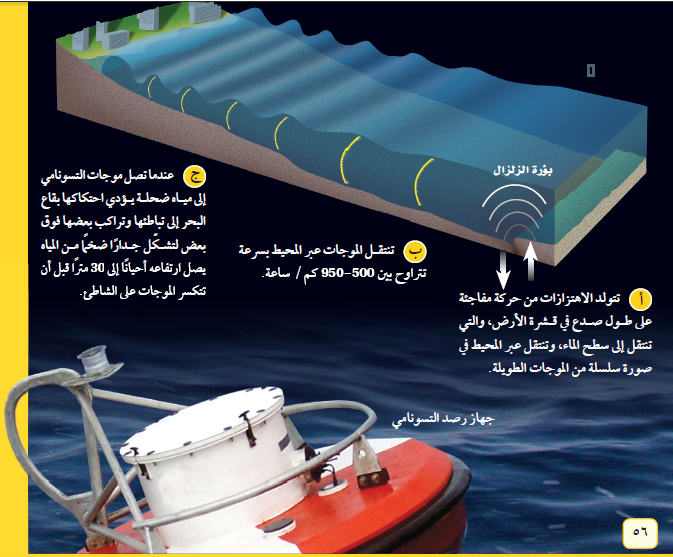 بؤرة الزلزال
أ تتولد الاهتزازات من حركة مفاجئة
على طول صدع في قشرة الأرض، والتي
تنتقل إلى سطح الماء، وتنتقل عبر المحيط في
صورة سلسلة من الموجات الطويلة.
ب تنتقل الموجات عبر المحيط بسرعة
تتراوح بين 500–950 كم / ساعة.
ج عندما تصل موجات التسونامي
إلى مياه ضحلة يؤدي احتكاكها بقاع
البحر إلى تباطئها وتراكب بعضها فوق
بعض لتشكّل جدارًا ضخمًا من المياه
يصل ارتفاعه أحيانًا إلى 30 مترًا قبل أن
تنكسر الموجات على الشاطئ.
جهاز رصد التسونامي
٥٦